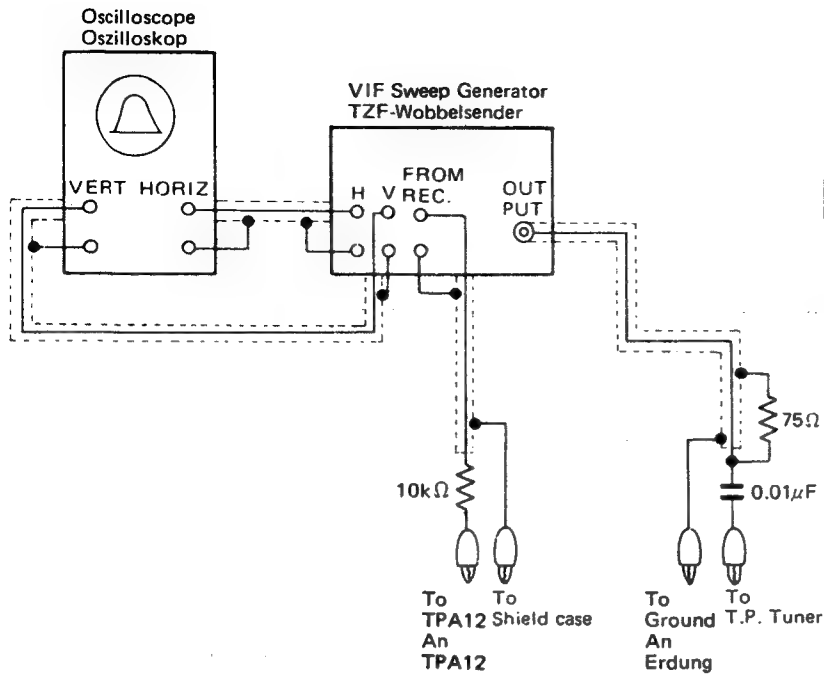 Oscilloscope
Oszilloskop
VIF Sweep Generator
TZF-Wobbelsender
VERT HORIZ
H V FROM REC.
OUT
PUT
75Ω
10kΩ
0.01μF
To
TPA12
An
TPA12
To
Shield case
To
Ground
An
Erdung
To
T.P. Tuner